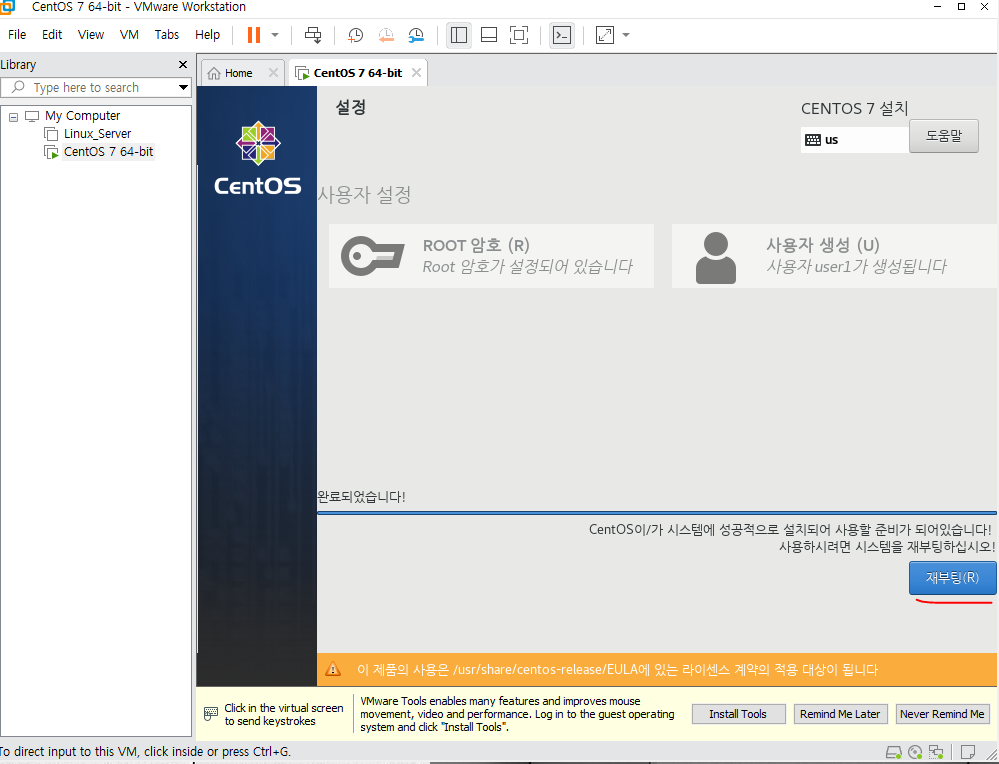 CentOS 7 64-bit - VMware Workstation
File Edit View VM Tabs Help
Library
Type here to search
My Computer
Linux_Server
CentOS 7 64-bit
Home
CentOS 7 64-bit
CentOS
설정
CENTOS 7 설치
us
도움말
사용자 설정
ROOT 암호 (R)
Root 암호가 설정되어 있습니다
사용자 생성 (U)
사용자 user1가 생성됩니다
완료되었습니다!
CentOS이/가 시스템에 성공적으로 설치되어 사용할 준비가 되어있습니다!
사용하시려면 시스템을 재부팅하십시오!
재부팅(R)
이 제품의 사용은 /usr/share/centos-release/EULA에 있는 라이센스 계약의 적용 대상이 됩니다
Click in the virtual screen
to send keystrokes
VMware Tools enables many features and improves mouse
movement, video and performance. Log in to the guest operating
system and click "Install Tools".
Install Tools
Remind Me Later
Never Remind Me
To direct input to this VM, click inside or press Ctrl+G.